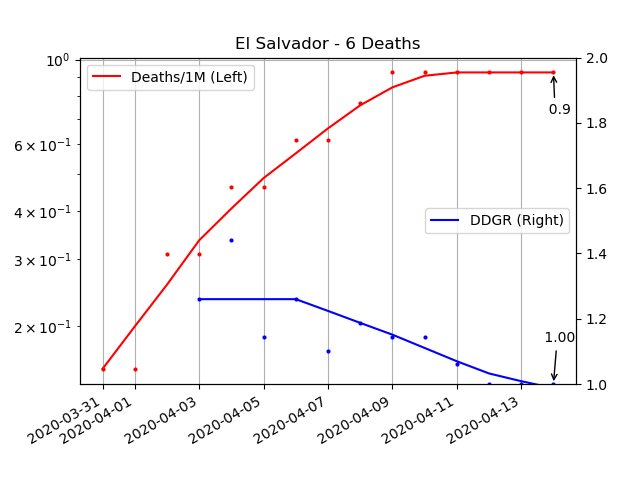 El Salvador - 6 Deaths
10⁰
6 × 10⁻¹
4 × 10⁻¹
3 × 10⁻¹
2 × 10⁻¹
Deaths/1M (Left)
DDGR (Right)
0.9
1.00
2.0
1.8
1.6
1.4
1.2
1.0
2020-03-31
2020-04-01
2020-04-03
2020-04-05
2020-04-07
2020-04-09
2020-04-11
2020-04-13